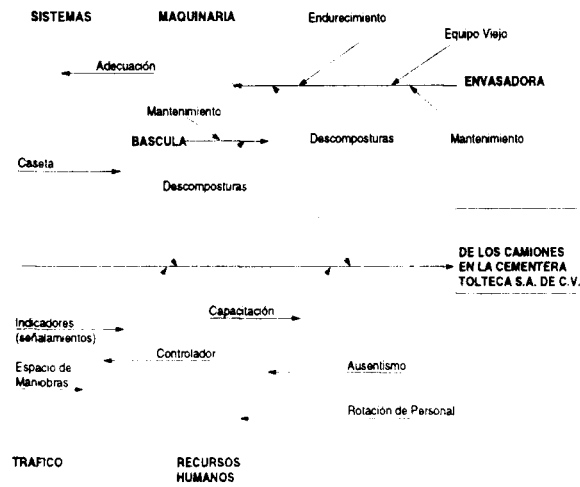 SISTEMAS
MAQUINARIA
Endurecimiento
Equipo Viejo
Adecuación
ENVASADORA
Mantenimiento
BASCULA
Descomposturas
Mantenimiento
Caseta
Descomposturas
DE LOS CAMIONES
EN LA CEMENTERA
TOLTECA S.A. DE C.V.
Capacitación
Indicadores
(señalamientos)
Controlador
Espacio de
Maniobras
Ausentismo
Rotación de Personal
TRAFICO
RECURSOS
HUMANOS